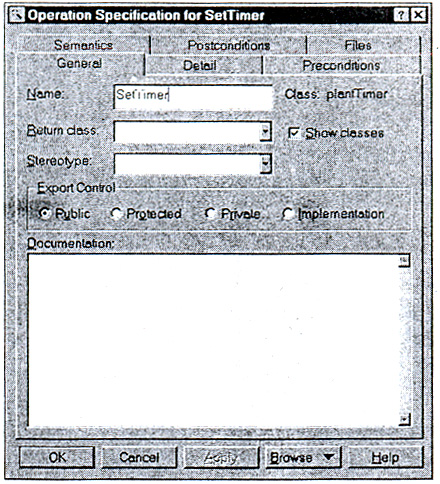 Operation Specification for SetTimer
Semantics Postconditions Files
General Detail Preconditions
Name: SetTimer Class: plantTimer
Return class: Show classes
Stereotype:
Export Control
Public Protected Private Implementation
Documentation:
OK Cancel Apply Browse Help